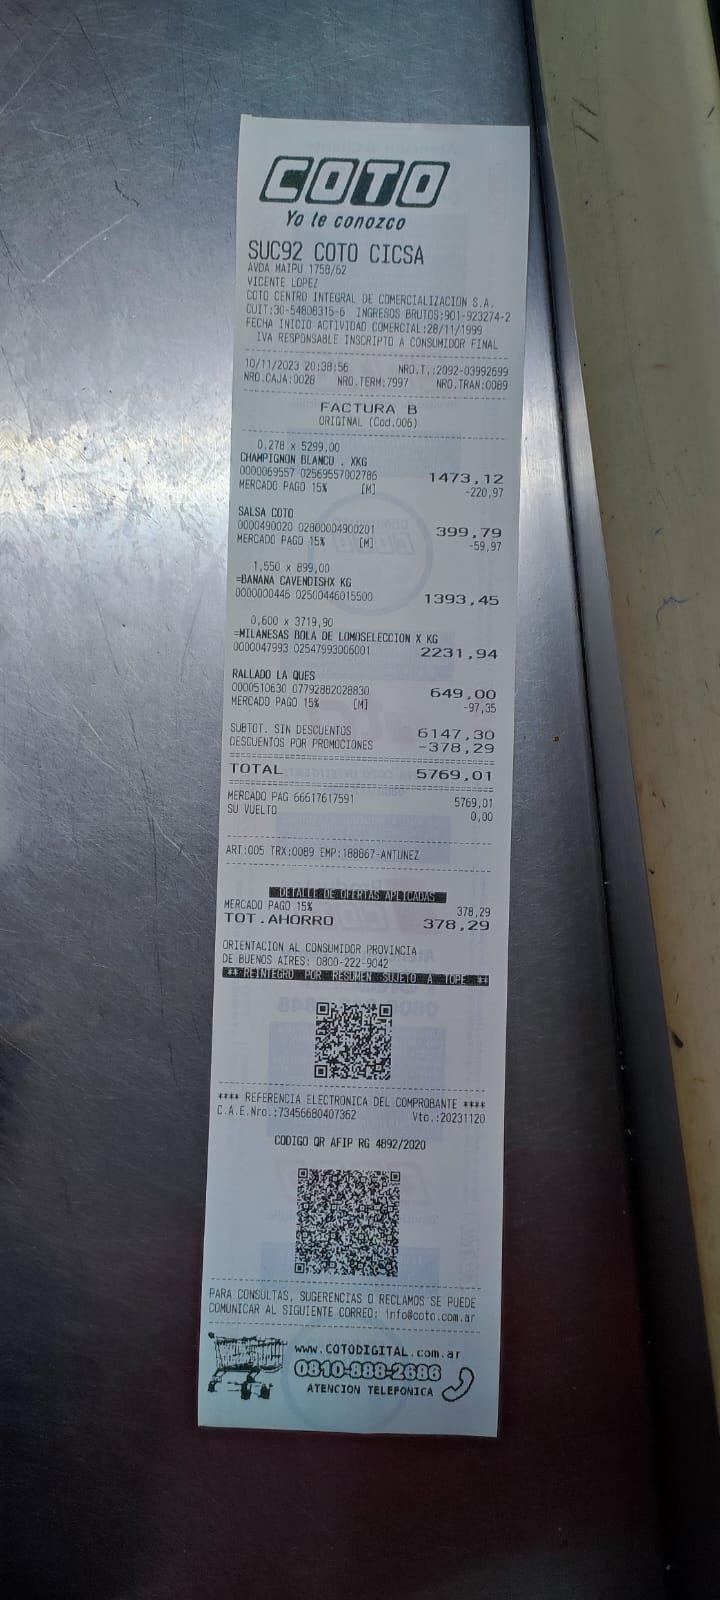 COTO
Yo te conozco
SUC92 COTO CICSA
AVDA MAIPU 1758/62
VICENTE LOPEZ
COTO CENTRO INTEGRAL DE COMERCIALIZACION S.A.
CUIT:30-54808315-6 INGRESOS BRUTOS:901-923274-2
FECHA INICIO ACTIVIDAD COMERCIAL:28/11/1999
IVA RESPONSABLE INSCRIPTO A CONSUMIDOR FINAL
10/11/2023 20:38:56 NRO.T.:2092-03992699
NRO.CAJA:0028 NRO.TERM:7997 NRO.TRAN:0089
FACTURA B
ORIGINAL (Cod.006)
0,278 x 5299,00
CHAMPIGNON BLANCO . XKG
0000069557 02569557002786 1473,12
MERCADO PAGO 15% [M] -220,97
SALSA COTO
0000490020 02800004900201 399,79
MERCADO PAGO 15% [M] -59,97
1,550 x 899,00
=BANANA CAVENDISHX KG
0000000446 02500446015500 1393,45
0,600 x 3719,90
=MILANESAS BOLA DE LOMOSELECCION X KG
0000047993 02547993006001 2231,94
RALLADO LA QUES
0000510630 07792882028830 649,00
MERCADO PAGO 15% [M] -97,35
SUBTOT. SIN DESCUENTOS 6147,30
DESCUENTOS POR PROMOCIONES -378,29
TOTAL 5769,01
MERCADO PAG 66617617591 5769,01
SU VUELTO 0,00
ART:005 TRX:0089 EMP:188867-ANTUNEZ
DETALLE DE OFERTAS APLICADAS
MERCADO PAGO 15% 378,29
TOT.AHORRO 378,29
ORIENTACION AL CONSUMIDOR PROVINCIA
DE BUENOS AIRES: 0800-222-9042
** REINTEGRO POR RESUMEN SUJETO A TOPE **
**** REFERENCIA ELECTRONICA DEL COMPROBANTE ****
C.A.E.Nro.:73456680407362 Vto.:20231120
CODIGO QR AFIP RG 4892/2020
PARA CONSULTAS, SUGERENCIAS O RECLAMOS SE PUEDE
COMUNICAR AL SIGUIENTE CORREO: info@coto.com.ar
www.COTODIGITAL.com.ar
0810-888-2686
ATENCION TELEFONICA